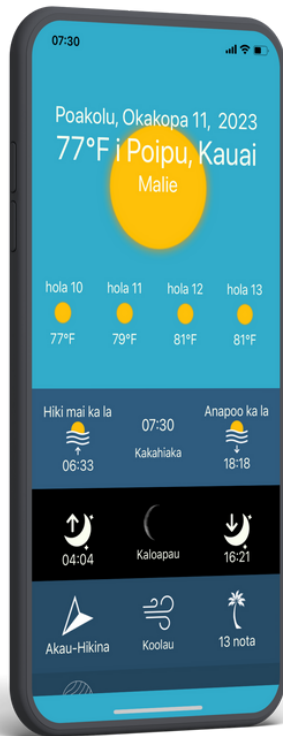 07:30
Poakolu, Okakopa 11, 2023
77°F i Poipu, Kauai
Malie
hola 10 hola 11 hola 12 hola 13
77°F 79°F 81°F 81°F
Hiki mai ka la 07:30 Anapoo ka la
06:33 Kakahiaka 18:18
04:04 Kaloapau 16:21
Akau-Hikina Koolau 13 nota